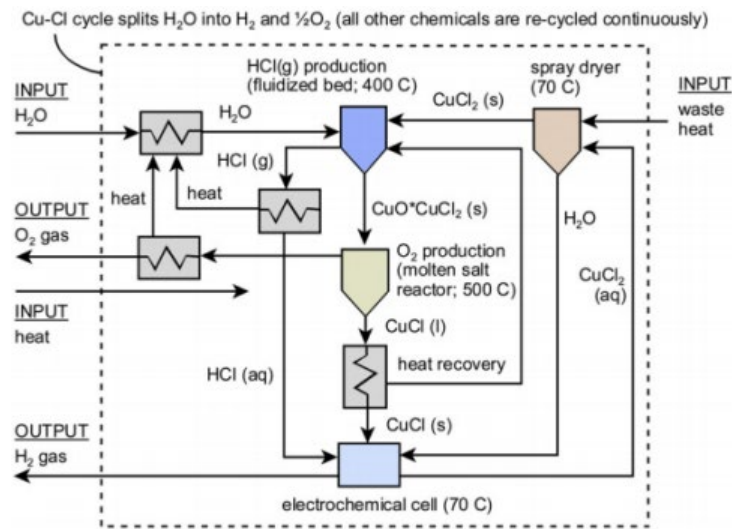 Cu-Cl cycle splits H₂O into H₂ and ½O₂ (all other chemicals are re-cycled continuously)
HCl(g) production
(fluidized bed; 400 C)
spray dryer
(70 C)
INPUT
H₂O
H₂O
CuCl₂ (s)
INPUT
waste
heat
HCl (g)
heat
heat
CuO*CuCl₂ (s)
H₂O
OUTPUT
O₂ gas
O₂ production
(molten salt
reactor; 500 C)
CuCl₂
(aq)
INPUT
heat
CuCl (l)
HCl (aq)
heat recovery
CuCl (s)
OUTPUT
H₂ gas
electrochemical cell (70 C)